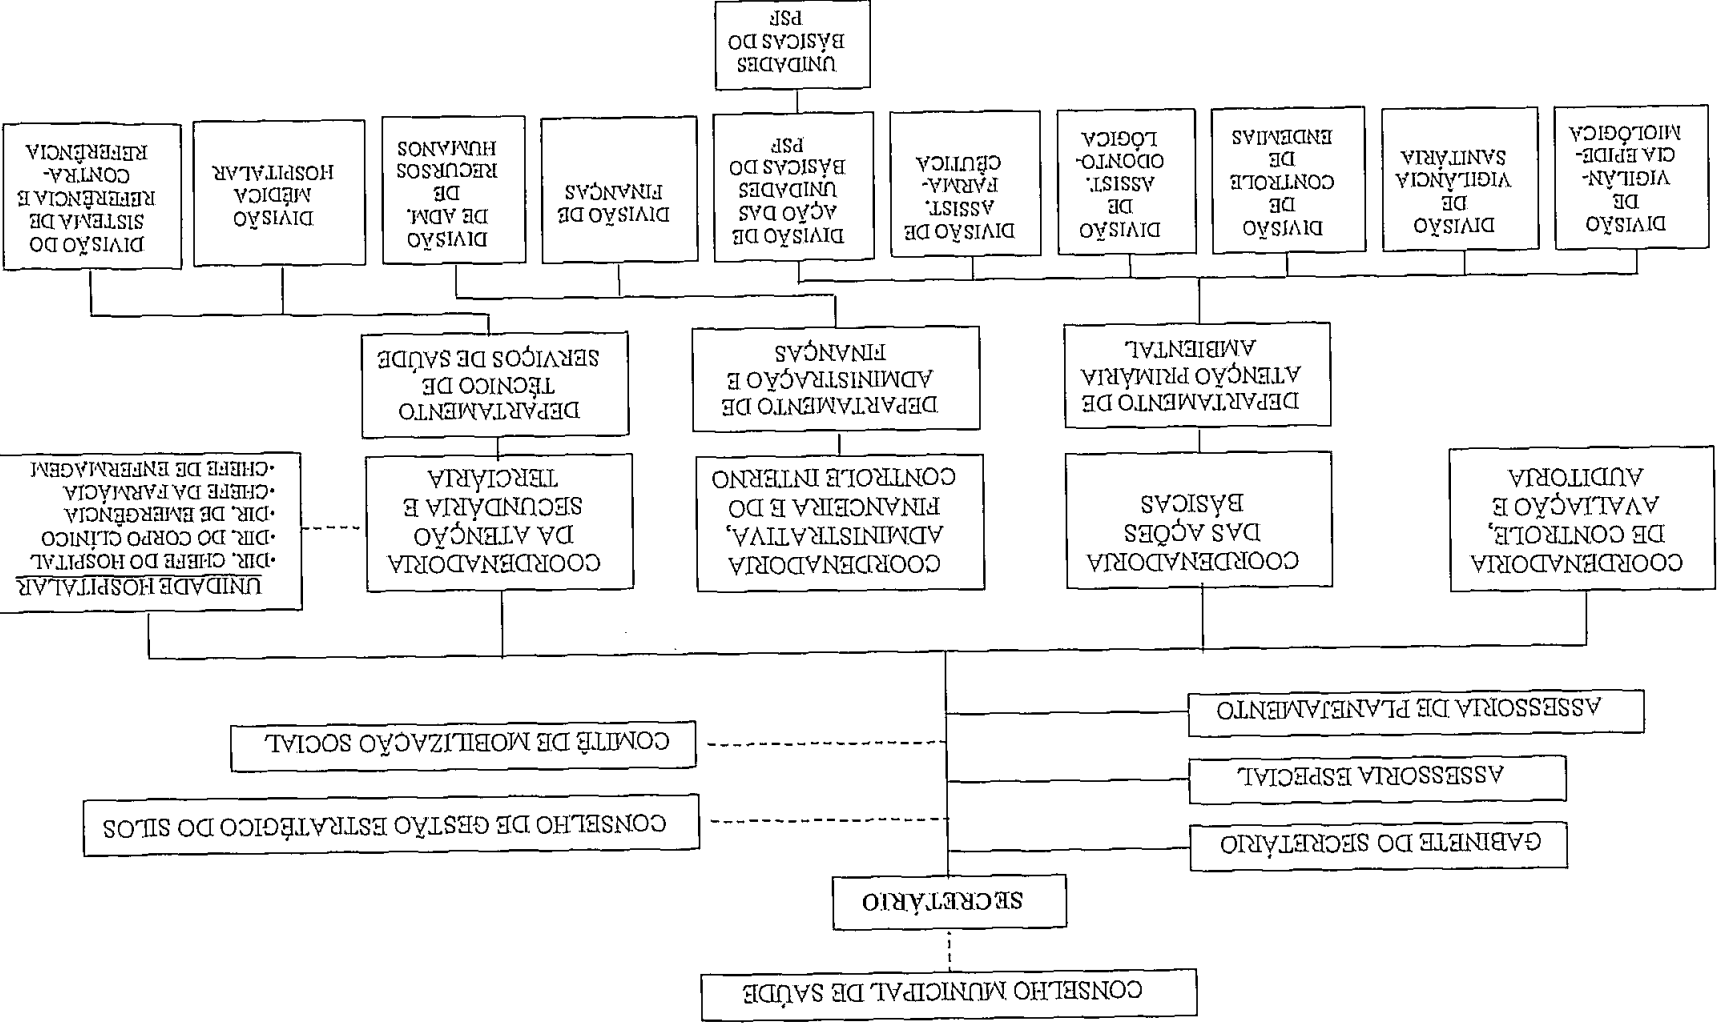 CONSELHO MUNICIPAL DE SAÚDE
SECRETÁRIO
GABINETE DO SECRETÁRIO
CONSELHO DE GESTÃO ESTRATÉGICO DO SILOS
ASSESSORIA ESPECIAL
COMITÊ DE MOBILIZAÇÃO SOCIAL
ASSESSORIA DE PLANEJAMENTO
COORDENADORIA
DE CONTROLE,
AVALIAÇÃO E
AUDITORIA
COORDENADORIA
DAS AÇÕES
BÁSICAS
COORDENADORIA
ADMINISTRATIVA,
FINANCEIRA E DO
CONTROLE INTERNO
COORDENADORIA
DA ATENÇÃO
SECUNDÁRIA E
TERCIÁRIA
UNIDADE HOSPITALAR
•DIR. CHEFE DO HOSPITAL
•DIR. DO CORPO CLÍNICO
•DIR. DE EMERGÊNCIA
•CHEFE DA FARMÁCIA
•CHEFE DE ENFERMAGEM
DEPARTAMENTO DE
ATENÇÃO PRIMÁRIA
AMBIENTAL
DEPARTAMENTO DE
ADMINISTRAÇÃO E
FINANÇAS
DEPARTAMENTO
TÉCNICO DE
SERVIÇOS DE SAÚDE
DIVISÃO
DE
VIGILÂN-
CIA EPIDE-
MIOLÓGICA
DIVISÃO
DE
VIGILÂNCIA
SANITÁRIA
DIVISÃO
DE
CONTROLE
DE
ENDEMIAS
DIVISÃO
DE
ASSIST.
ODONTO-
LÓGICA
DIVISÃO DE
ASSIST.
FARMA-
CÊUTICA
DIVISÃO DE
AÇÃO DAS
UNIDADES
BÁSICAS DO
PSF
DIVISÃO DE
FINANÇAS
DIVISÃO
DE ADM.
DE
RECURSOS
HUMANOS
DIVISÃO
MÉDICA
HOSPITALAR
DIVISÃO DO
SISTEMA DE
REFERÊNCIA E
CONTRA-
REFERÊNCIA
UNIDADES
BÁSICAS DO
PSF